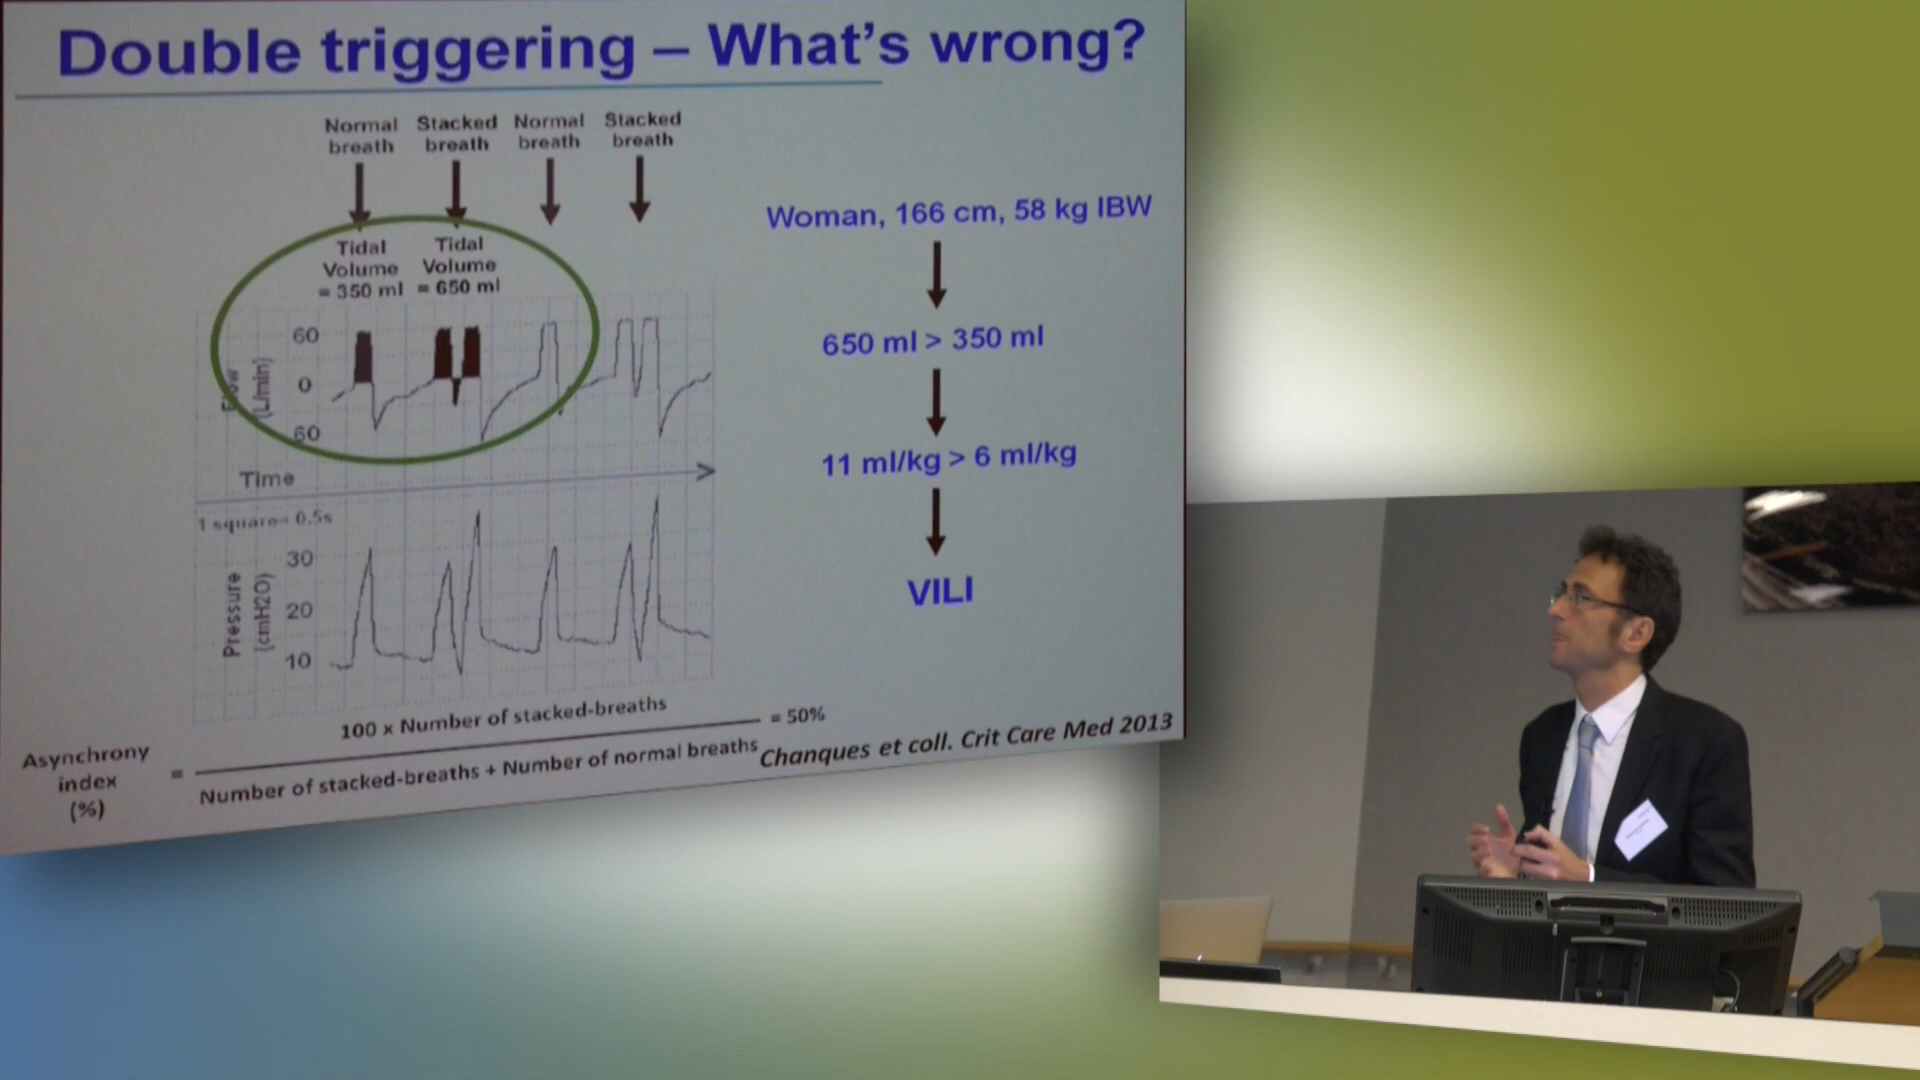 Double triggering – What's wrong?
Normal breath
Stacked breath
Normal breath
Stacked breath
Tidal Volume = 350 ml
Tidal Volume = 650 ml
Flow (L/min)
60
0
60
Time
1 square= 0.5s
Pressure (cmH2O)
30
20
10
Woman, 166 cm, 58 kg IBW
650 ml > 350 ml
11 ml/kg > 6 ml/kg
VILI
Asynchrony index (%)
=
100 x Number of stacked-breaths
Number of stacked-breaths + Number of normal breaths
= 50%
Chanques et coll. Crit Care Med 2013